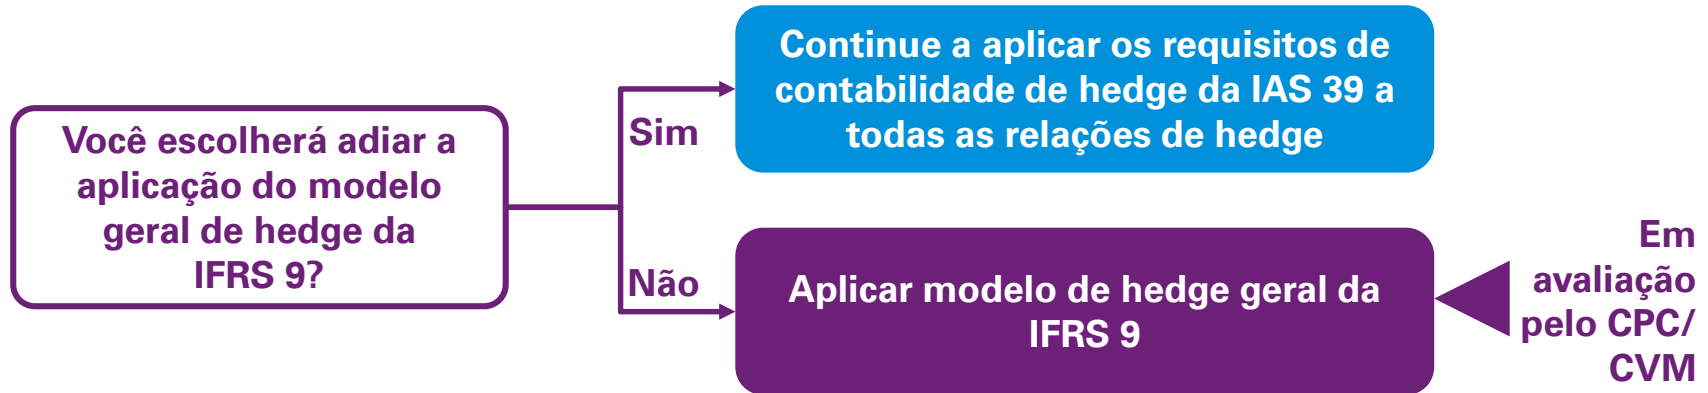 Você escolherá adiar a
aplicação do modelo
geral de hedge da
IFRS 9?
Sim
Continue a aplicar os requisitos de
contabilidade de hedge da IAS 39 a
todas as relações de hedge
Não
Aplicar modelo de hedge geral da
IFRS 9
Em
avaliação
pelo CPC/
CVM